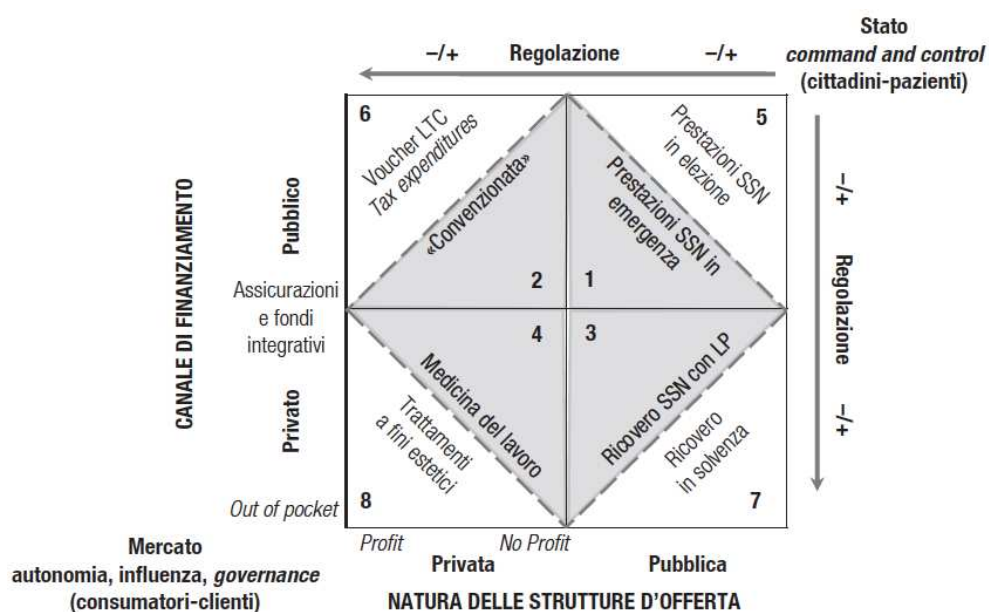 Stato
command and control
(cittadini-pazienti)
–/+ Regolazione –/+
6
Voucher LTC
Tax expenditures
«Convenzionata»
2
5
Prestazioni SSN
in elezione
Prestazioni SSN in
emergenza
1
–/+
Regolazione
–/+
CANALE DI FINANZIAMENTO
Pubblico
Assicurazioni
e fondi
integrativi
Privato
Out of pocket
4
Medicina del lavoro
Trattamenti
a fini estetici
8
3
Ricovero SSN con LP
Ricovero
in solvenza
7
Profit No Profit
Privata Pubblica
NATURA DELLE STRUTTURE D’OFFERTA
Mercato
autonomia, influenza, governance
(consumatori-clienti)